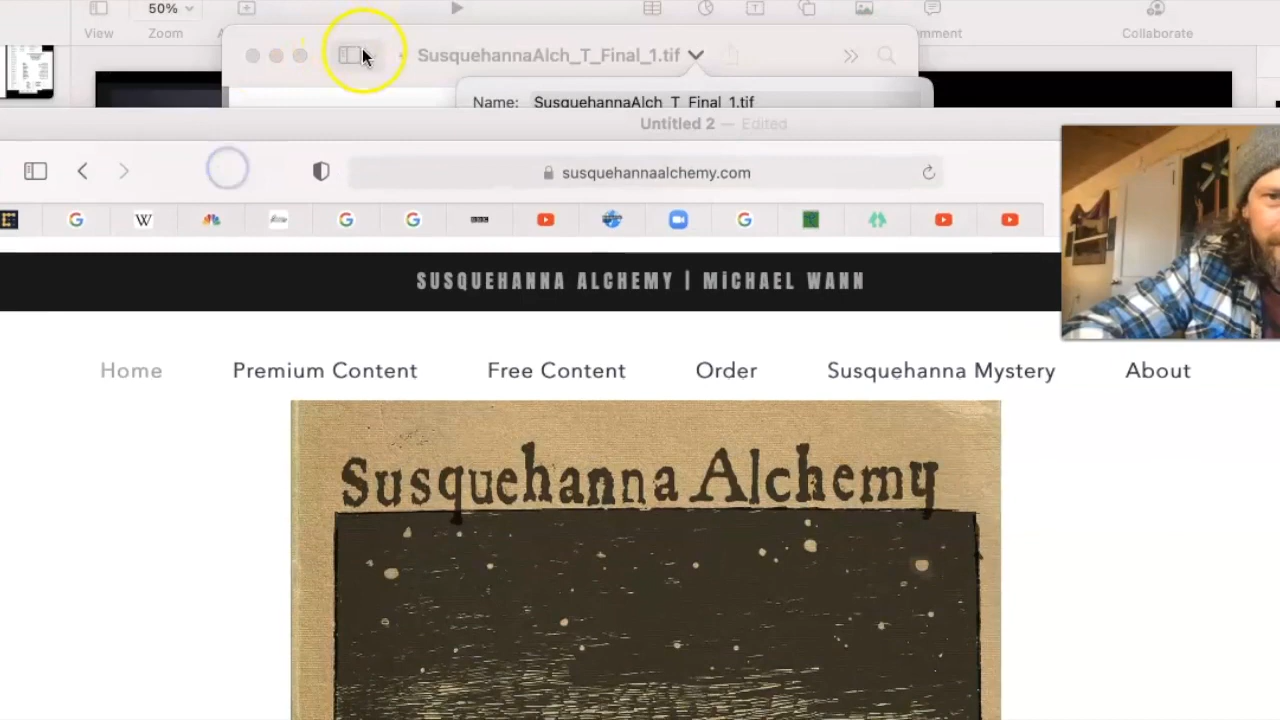 50%
View
Zoom
mment
Collaborate
SusquehannaAlch_T_Final_1.tif
Name: SusquehannaAlch_T_Final_1.tif
Untitled 2 — Edited
susquehannaalchemy.com
G
W
G
G
BBC
G
SUSQUEHANNA ALCHEMY | MiCHAEL WANN
Home
Premium Content
Free Content
Order
Susquehanna Mystery
About
Susquehanna Alchemy